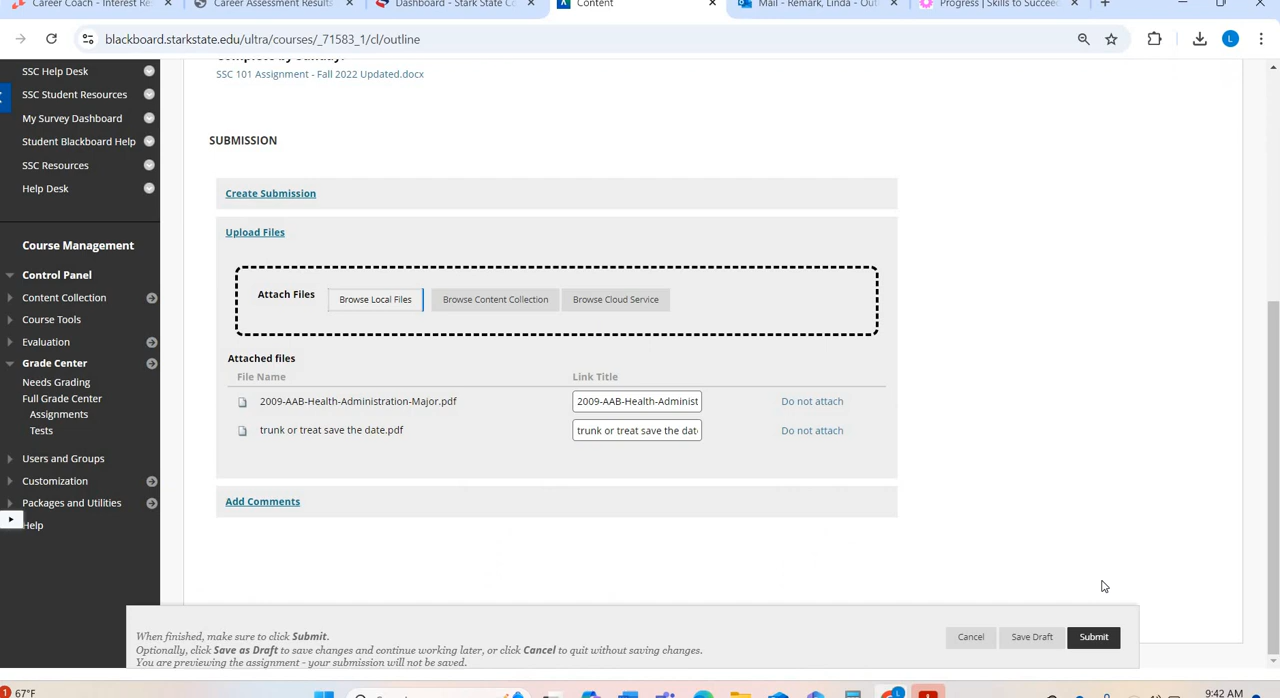 Career Coach - Interest Re
Career Assessment Results
Dashboard - Stark State Co
Content
Mail - Remark, Linda - Out
Progress | Skills to Succee
blackboard.starkstate.edu/ultra/courses/_71583_1/cl/outline
L
SSC Help Desk
SSC Student Resources
My Survey Dashboard
Student Blackboard Help
SSC Resources
Help Desk
Course Management
Control Panel
Content Collection
Course Tools
Evaluation
Grade Center
Needs Grading
Full Grade Center
Assignments
Tests
Users and Groups
Customization
Packages and Utilities
Help
Complete by Sunday.
SSC 101 Assignment - Fall 2022 Updated.docx
SUBMISSION
Create Submission
Upload Files
Attach Files
Browse Local Files
Browse Content Collection
Browse Cloud Service
Attached files
File Name Link Title
2009-AAB-Health-Administration-Major.pdf 2009-AAB-Health-Administ Do not attach
trunk or treat save the date.pdf trunk or treat save the dat Do not attach
Add Comments
When finished, make sure to click Submit.
Optionally, click Save as Draft to save changes and continue working later, or click Cancel to quit without saving changes.
You are previewing the assignment - your submission will not be saved.
Cancel
Save Draft
Submit
1 67°F
L
9:42 AM